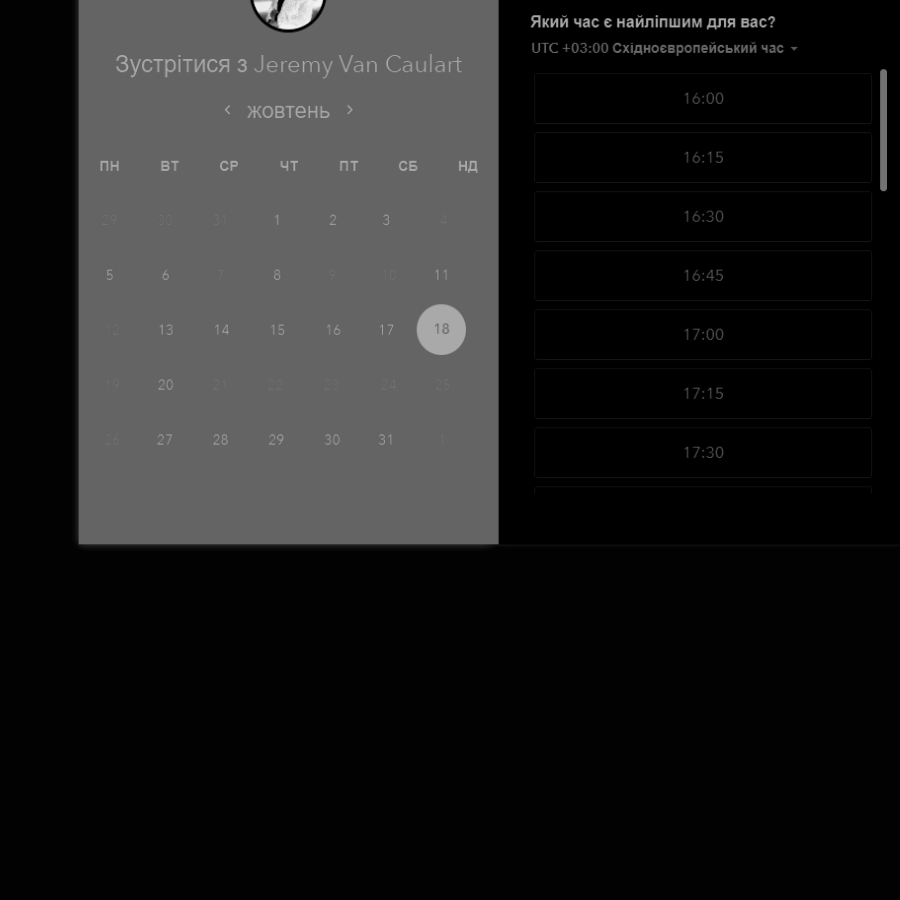 Зустрітися з Jeremy Van Caulart
жовтень
ПН ВТ СР ЧТ ПТ СБ НД
29 30 31 1 2 3 4
5 6 7 8 9 10 11
12 13 14 15 16 17 18
19 20 21 22 23 24 25
26 27 28 29 30 31 1
Який час є найліпшим для вас?
UTC +03:00 Східноєвропейський час
16:00
16:15
16:30
16:45
17:00
17:15
17:30